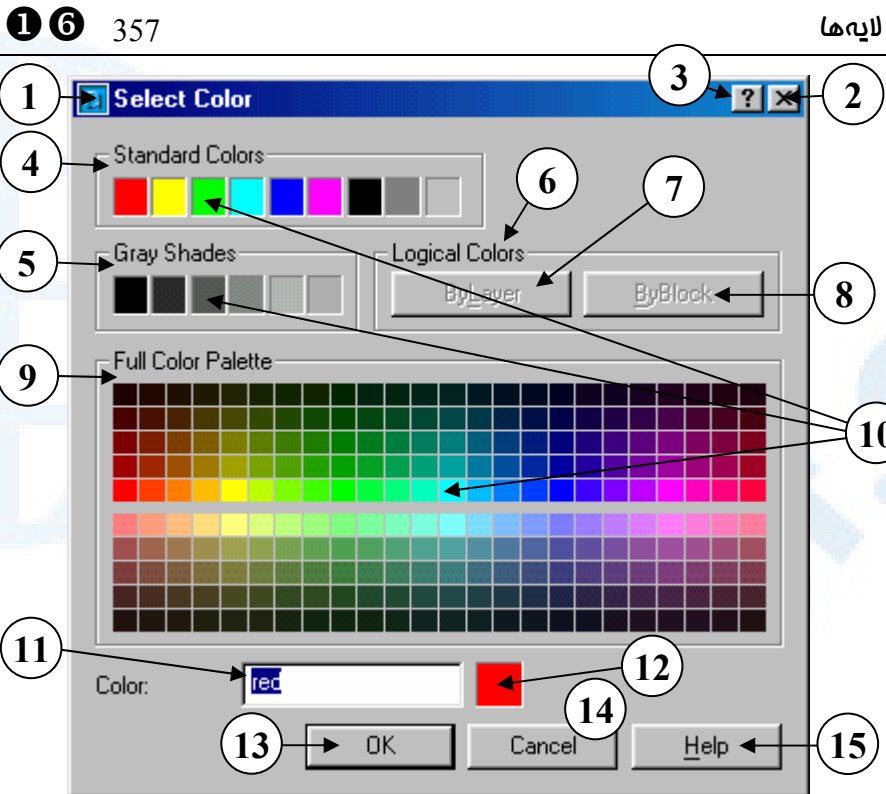 ❶❻ 357 لایه‌ها
1 Select Color 3 ? × 2
4 Standard Colors
6 7
5 Gray Shades Logical Colors
ByLayer ByBlock 8
9 Full Color Palette
10
11
Color: red 12
14
13 OK Cancel Help 15